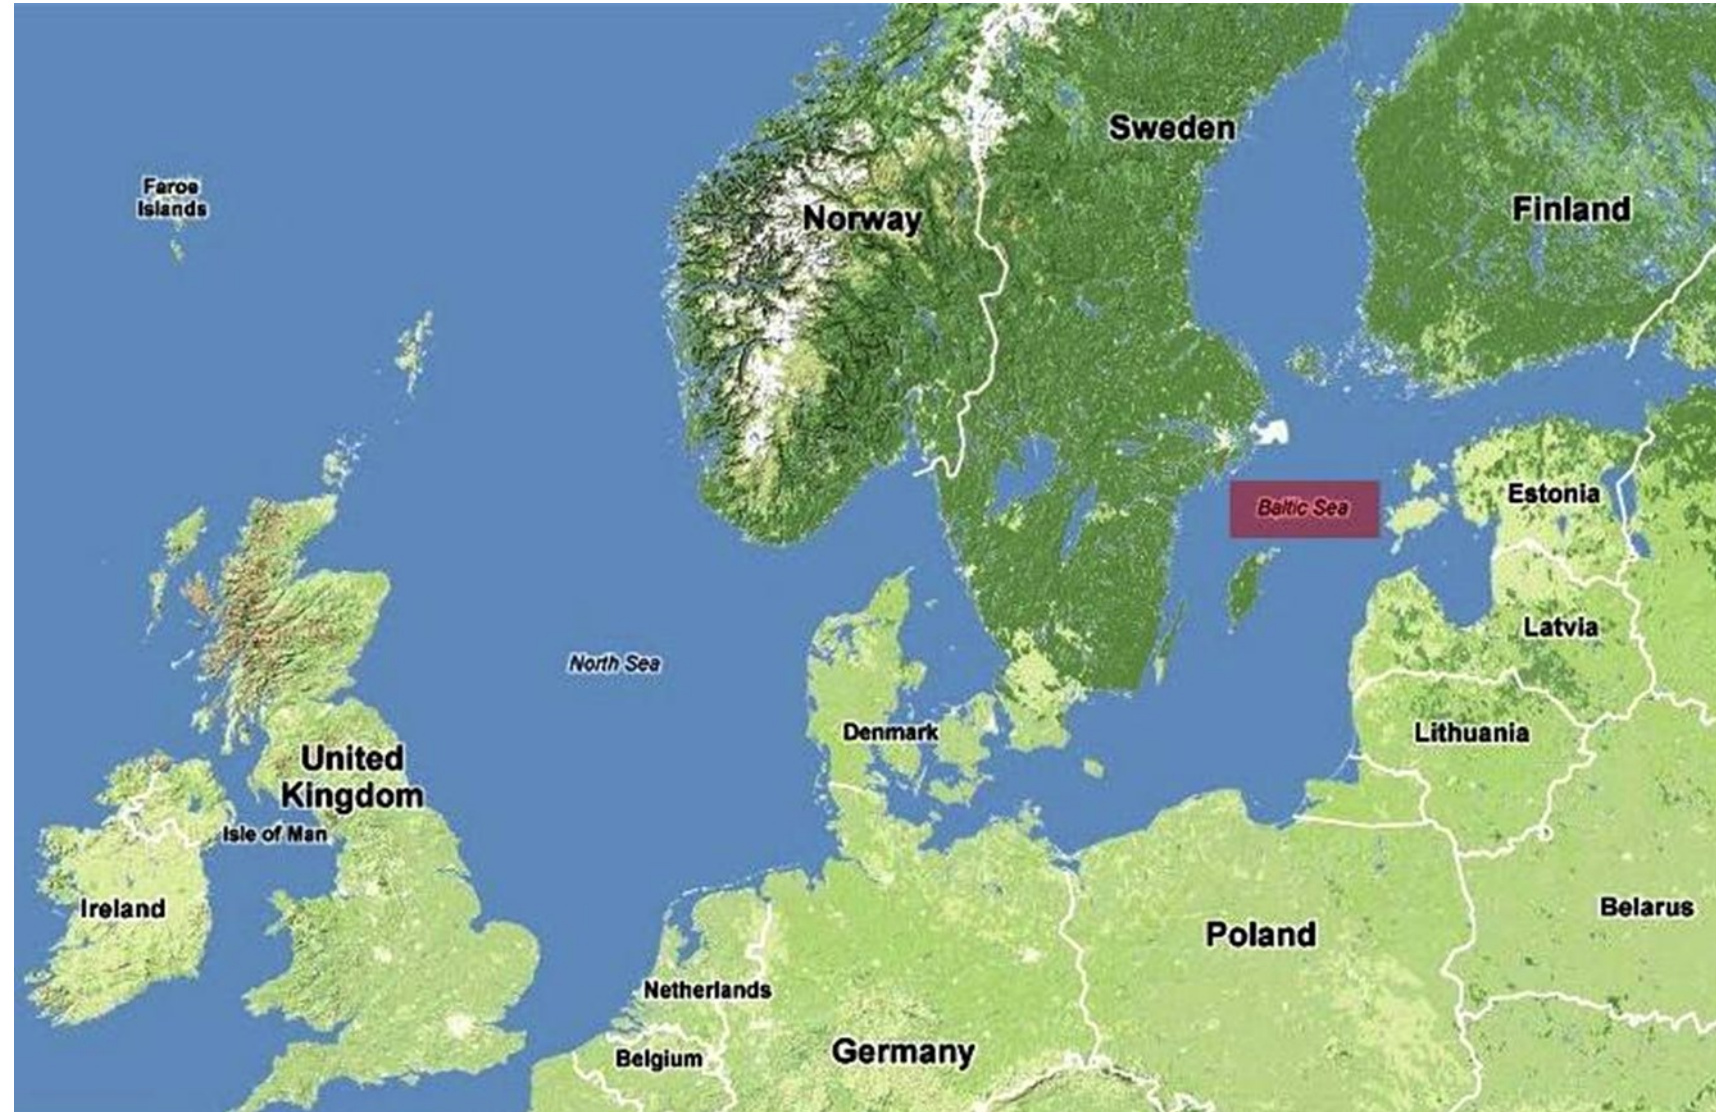 Sweden
Faroe
Islands
Norway
Finland
Baltic Sea
Estonia
Latvia
North Sea
Denmark
Lithuania
United
Kingdom
Isle of Man
Ireland
Belarus
Poland
Netherlands
Belgium
Germany